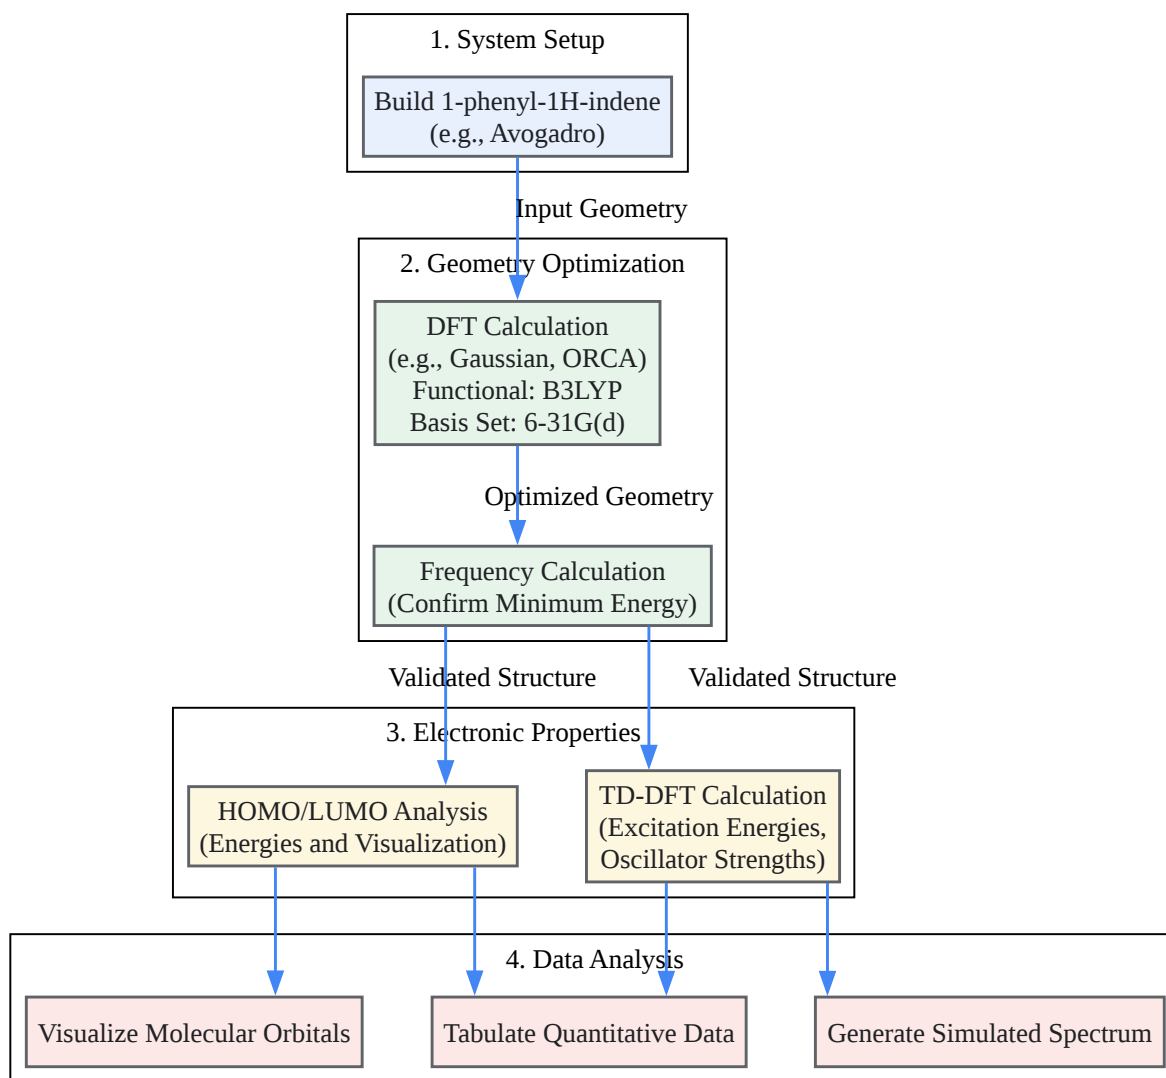 1. System Setup
Build 1-phenyl-1H-indene
(e.g., Avogadro)
Input Geometry
2. Geometry Optimization
DFT Calculation
(e.g., Gaussian, ORCA)
Functional: B3LYP
Basis Set: 6-31G(d)
Optimized Geometry
Frequency Calculation
(Confirm Minimum Energy)
Validated Structure
Validated Structure
3. Electronic Properties
HOMO/LUMO Analysis
(Energies and Visualization)
TD-DFT Calculation
(Excitation Energies,
Oscillator Strengths)
4. Data Analysis
Visualize Molecular Orbitals
Tabulate Quantitative Data
Generate Simulated Spectrum